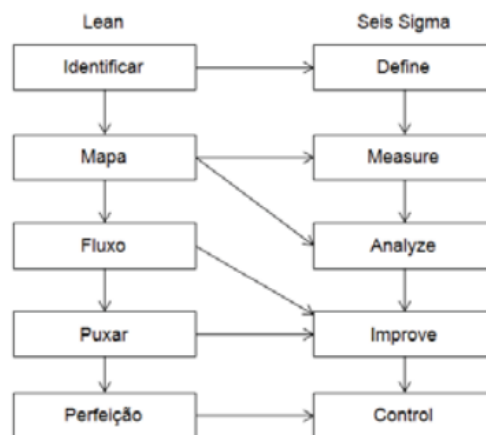 Lean Seis Sigma
Identificar Define
Mapa Measure
Fluxo Analyze
Puxar Improve
Perfeição Control